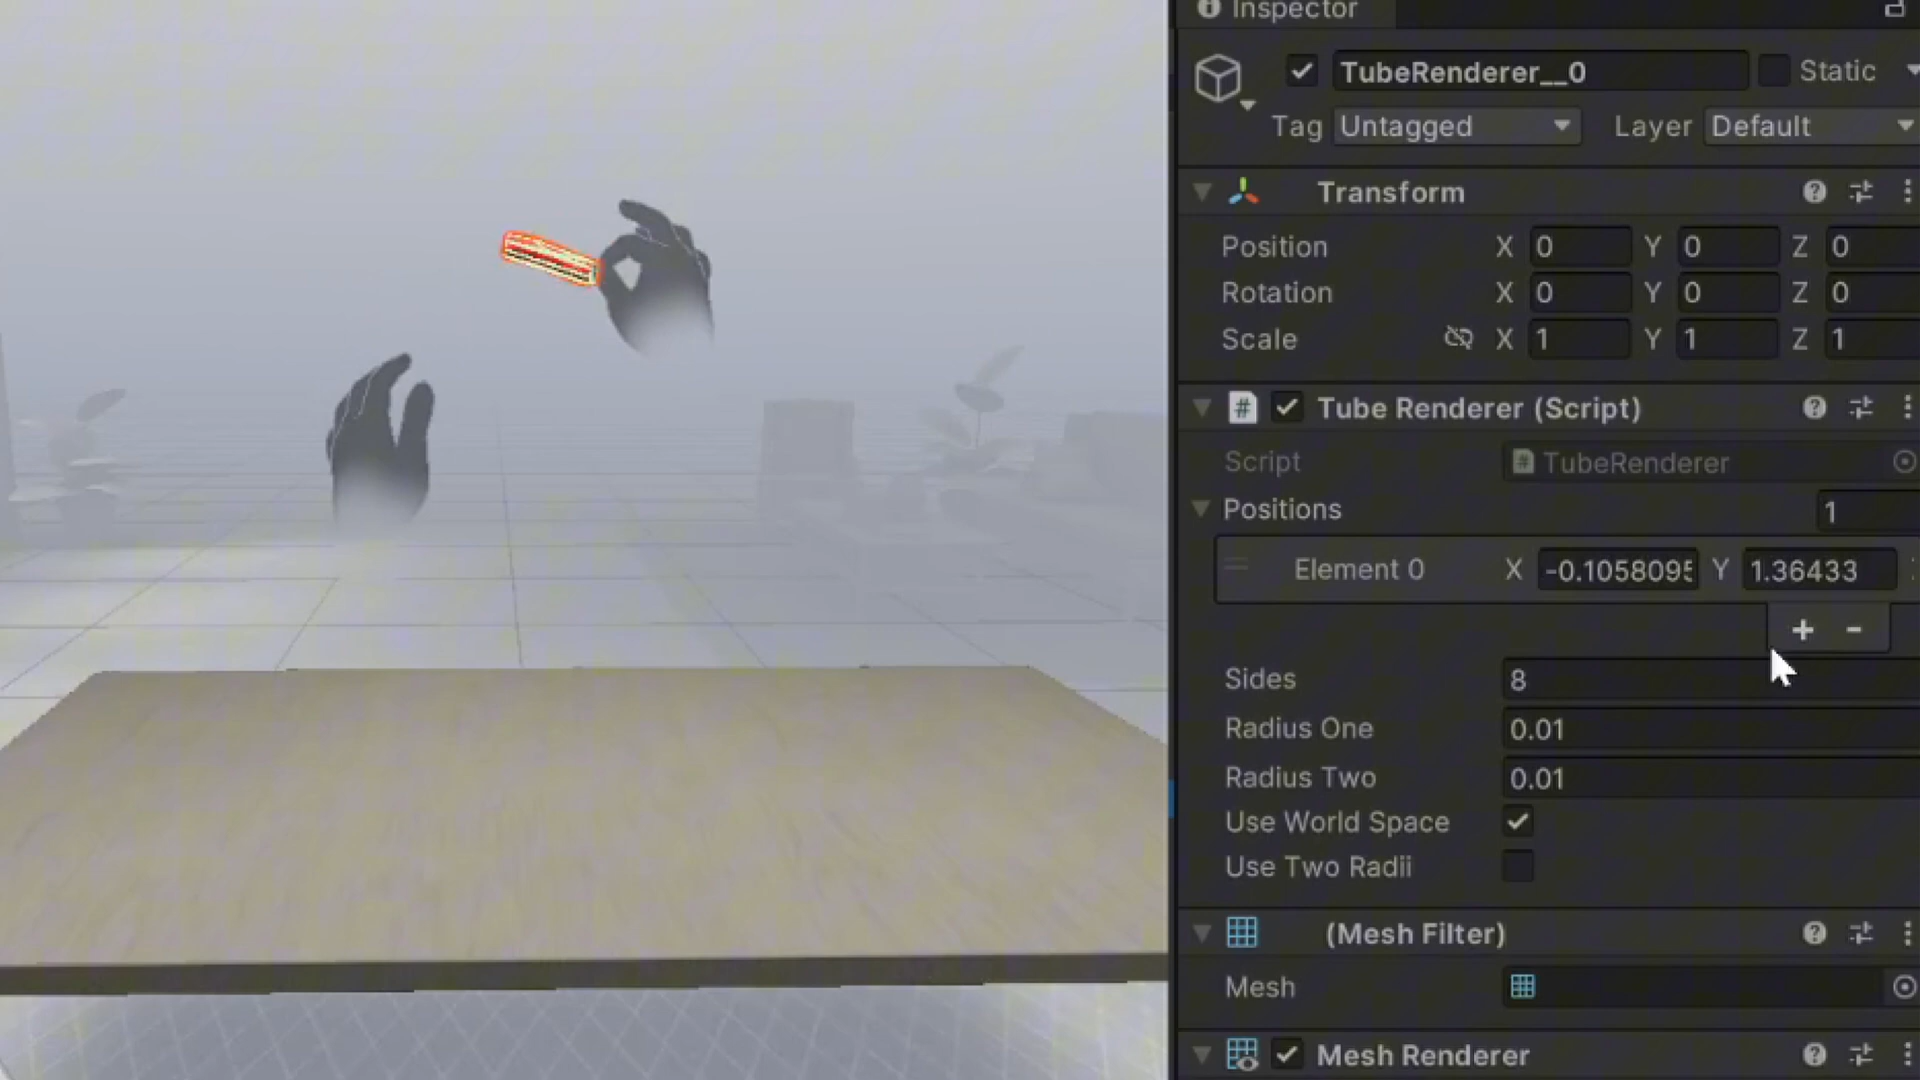 Inspector
TubeRenderer__0 Static
Tag Untagged Layer Default
Transform
Position X 0 Y 0 Z 0
Rotation X 0 Y 0 Z 0
Scale X 1 Y 1 Z 1
# Tube Renderer (Script)
Script # TubeRenderer
Positions 1
Element 0 X -0.1058095 Y 1.36433
+ -
Sides 8
Radius One 0.01
Radius Two 0.01
Use World Space
Use Two Radii
(Mesh Filter)
Mesh
Mesh Renderer